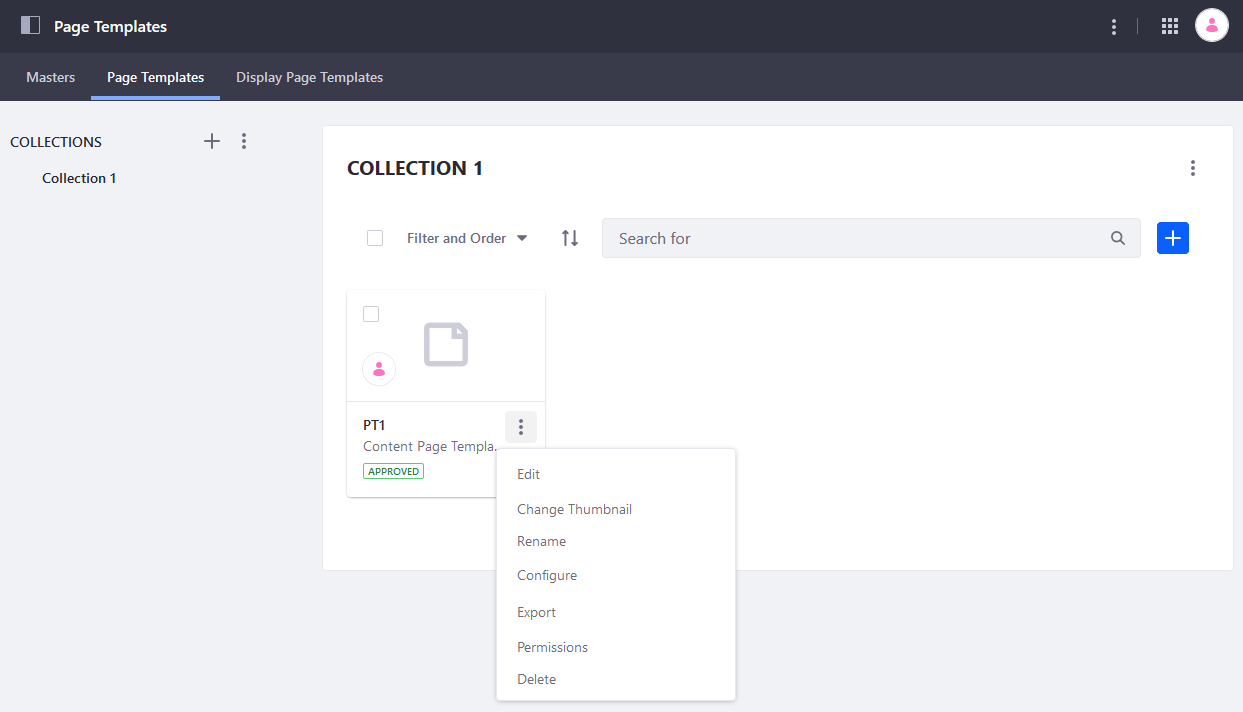 Page Templates
Masters
Page Templates
Display Page Templates
COLLECTIONS
Collection 1
COLLECTION 1
Filter and Order
Search for
PT1
Content Page Templa..
APPROVED
Edit
Change Thumbnail
Rename
Configure
Export
Permissions
Delete